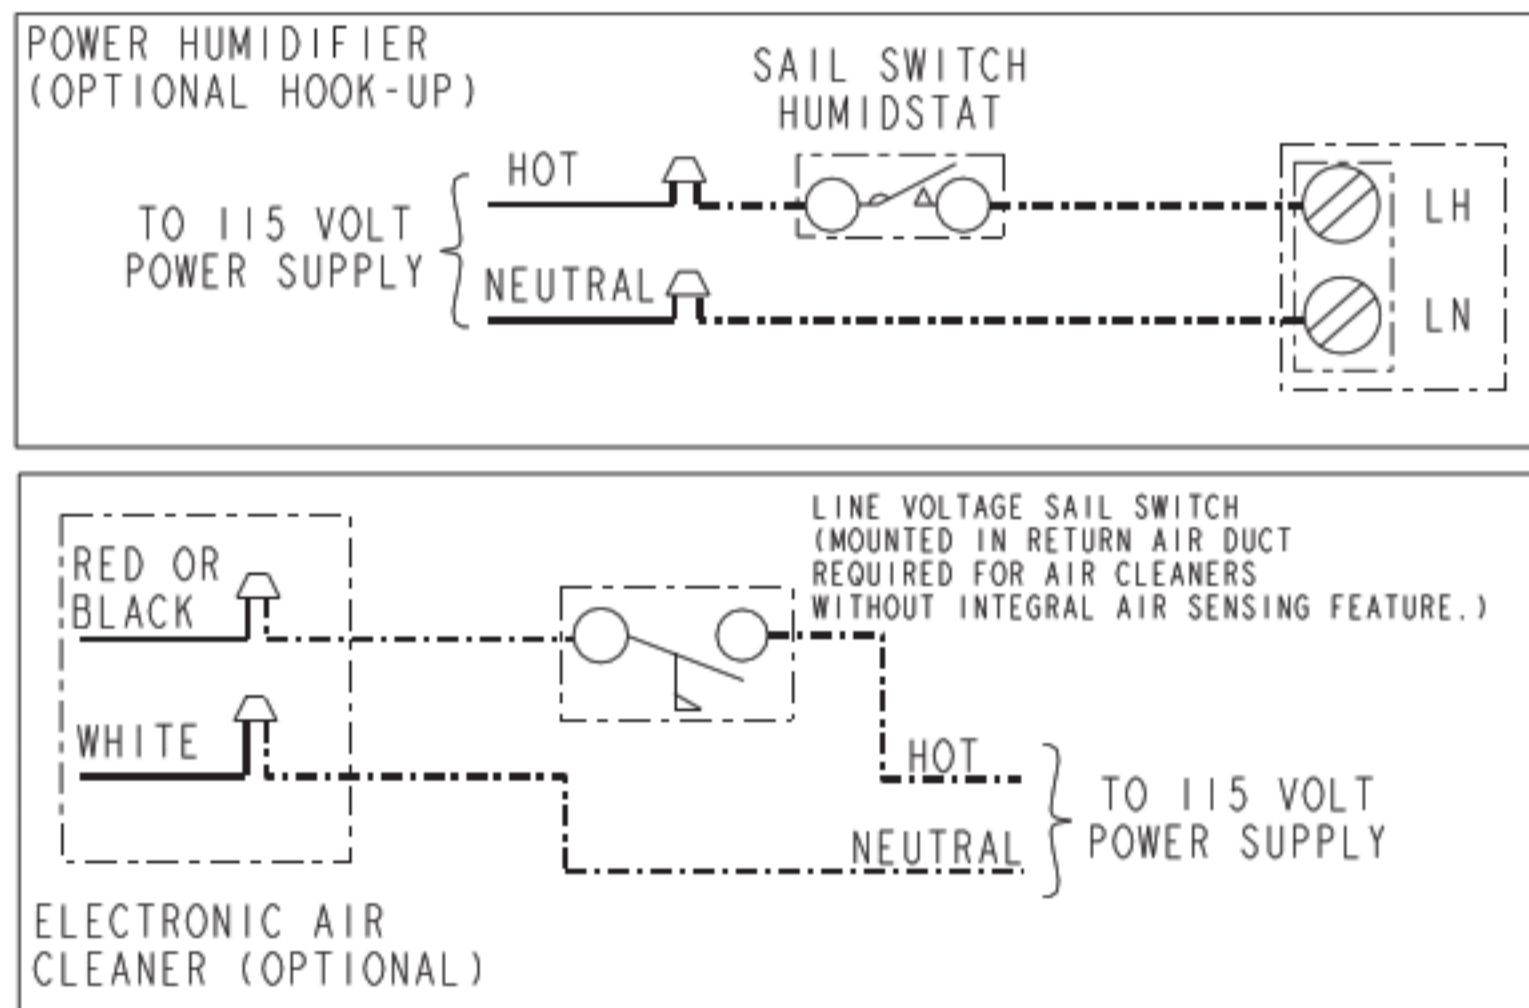 POWER HUMIDIFIER
(OPTIONAL HOOK-UP)
SAIL SWITCH
HUMIDSTAT
HOT
TO 115 VOLT
POWER SUPPLY
NEUTRAL
LH
LN
LINE VOLTAGE SAIL SWITCH
(MOUNTED IN RETURN AIR DUCT
REQUIRED FOR AIR CLEANERS
WITHOUT INTEGRAL AIR SENSING FEATURE.)
RED OR
BLACK
WHITE
HOT
TO 115 VOLT
POWER SUPPLY
NEUTRAL
ELECTRONIC AIR
CLEANER (OPTIONAL)